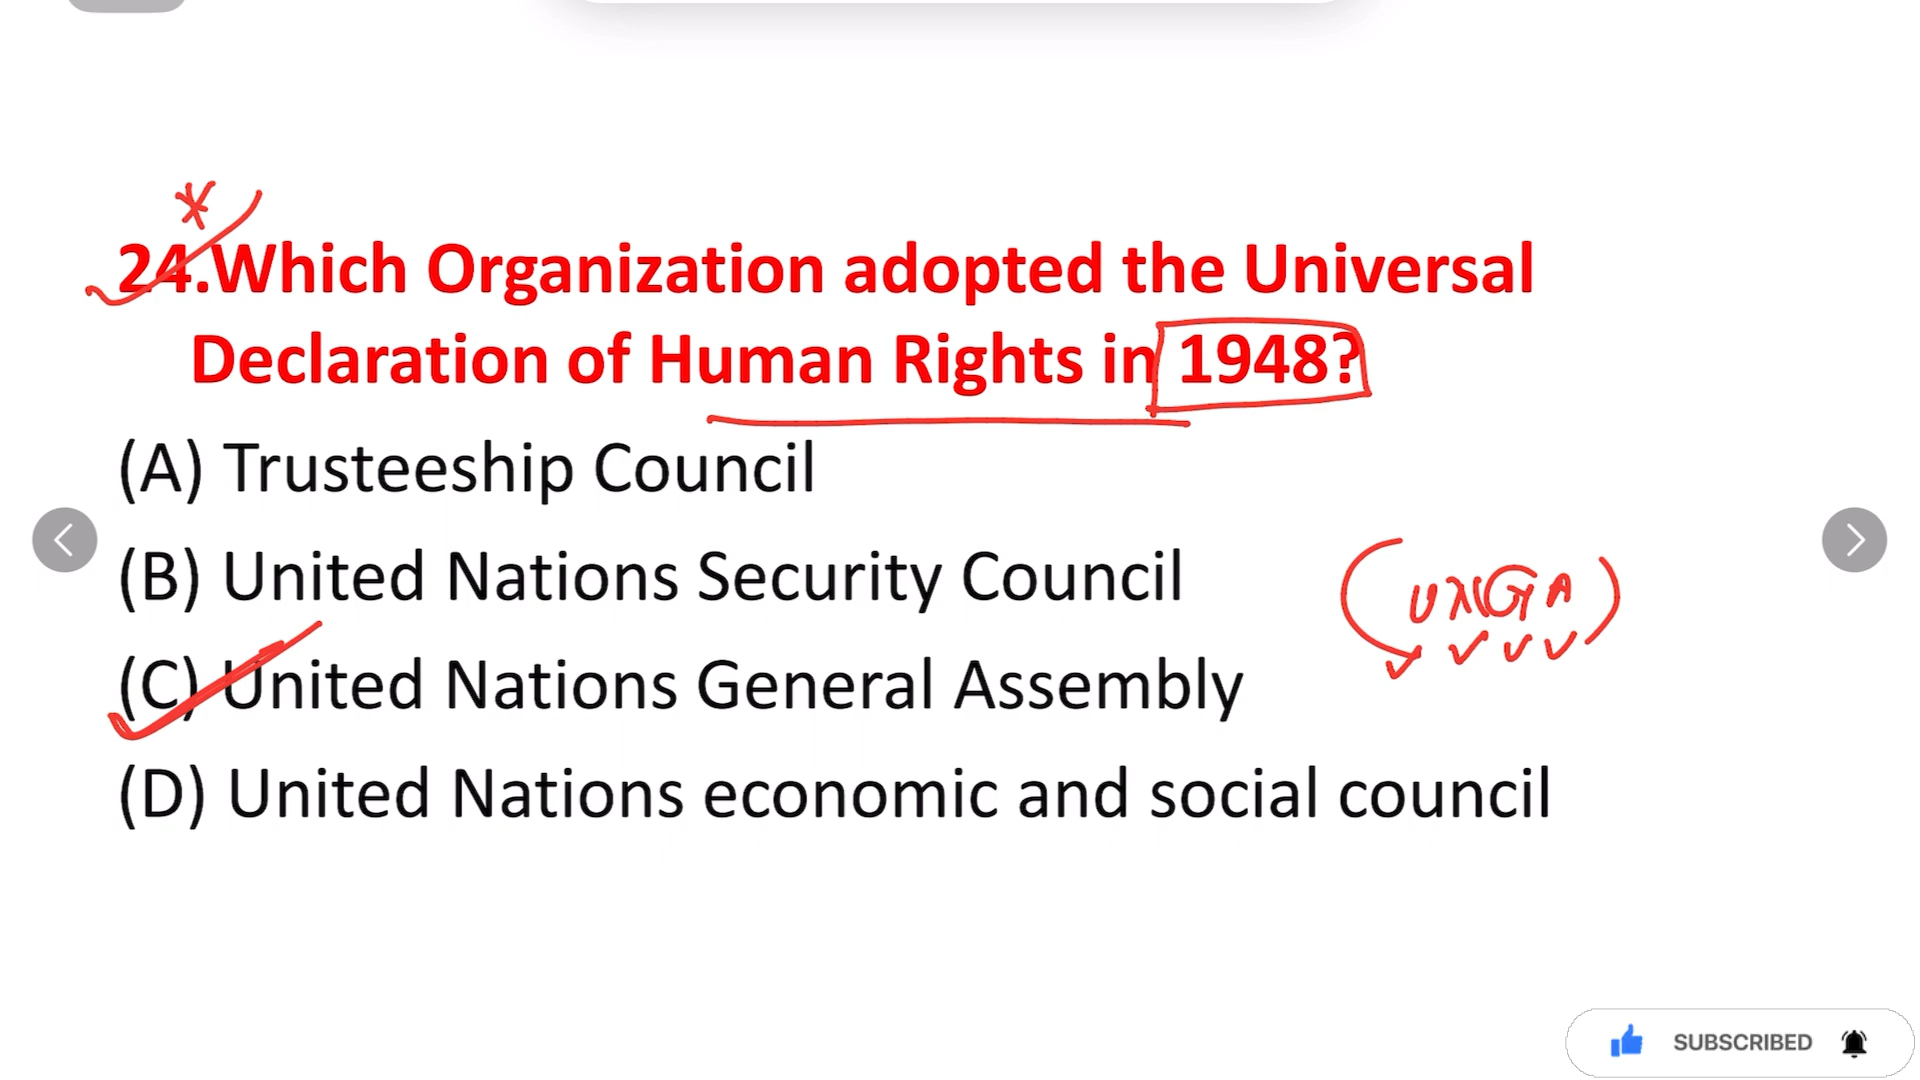 24.Which Organization adopted the Universal
Declaration of Human Rights in 1948?
(A) Trusteeship Council
(B) United Nations Security Council
(UNGA)
(C) United Nations General Assembly
(D) United Nations economic and social council
SUBSCRIBED